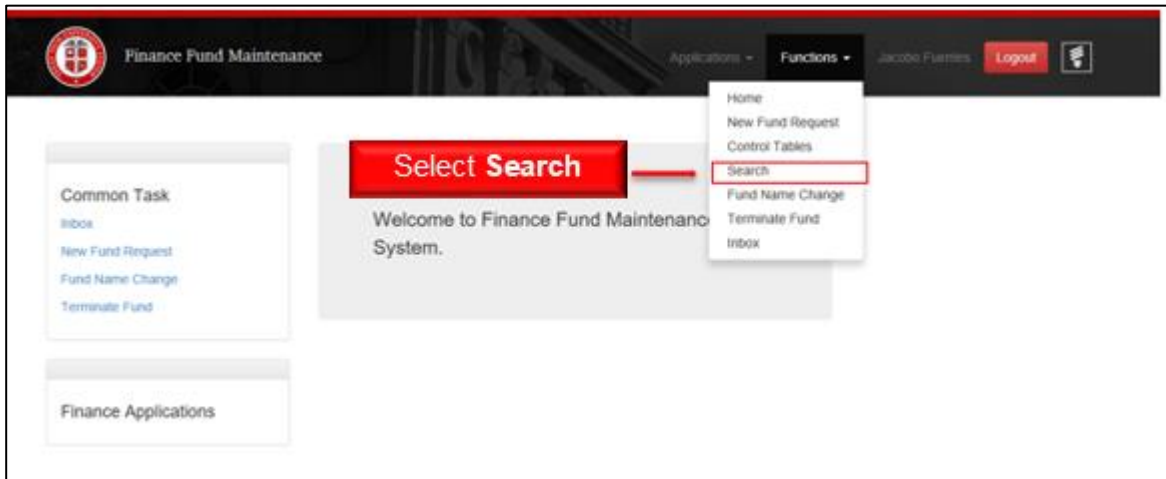 Finance Fund Maintenance
Applications
Functions
Jacobo Fuentes
Logout
Home
New Fund Request
Control Tables
Search
Fund Name Change
Terminate Fund
Inbox
Select Search
Common Task
Inbox
New Fund Request
Fund Name Change
Terminate Fund
Welcome to Finance Fund Maintenance
System.
Finance Applications